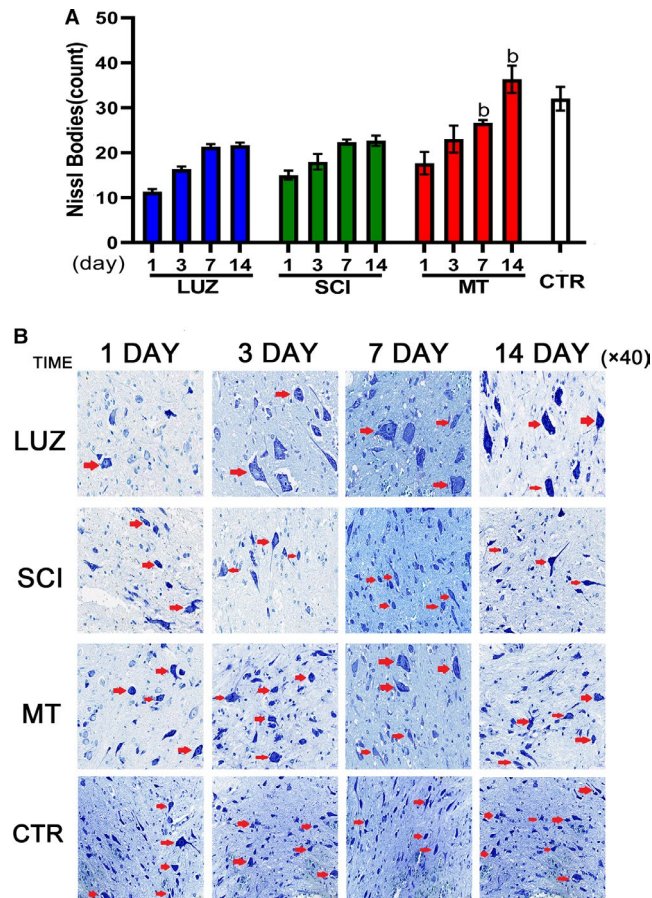 A
50
40
30
20
10
0
Nissl Bodies(count)
b
b
(day) 1 3 7 14 1 3 7 14 1 3 7 14
LUZ SCI MT CTR
B
TIME 1 DAY 3 DAY 7 DAY 14 DAY (×40)
LUZ
SCI
MT
CTR